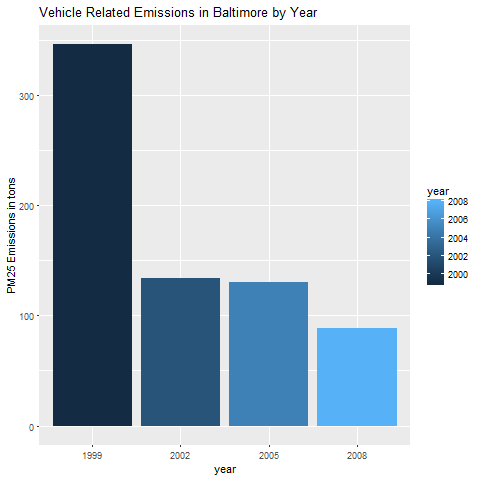 Vehicle Related Emissions in Baltimore by Year
PM25 Emissions in tons
300
200
100
0
1999 2002 2005 2008
year
year
2008
2006
2004
2002
2000